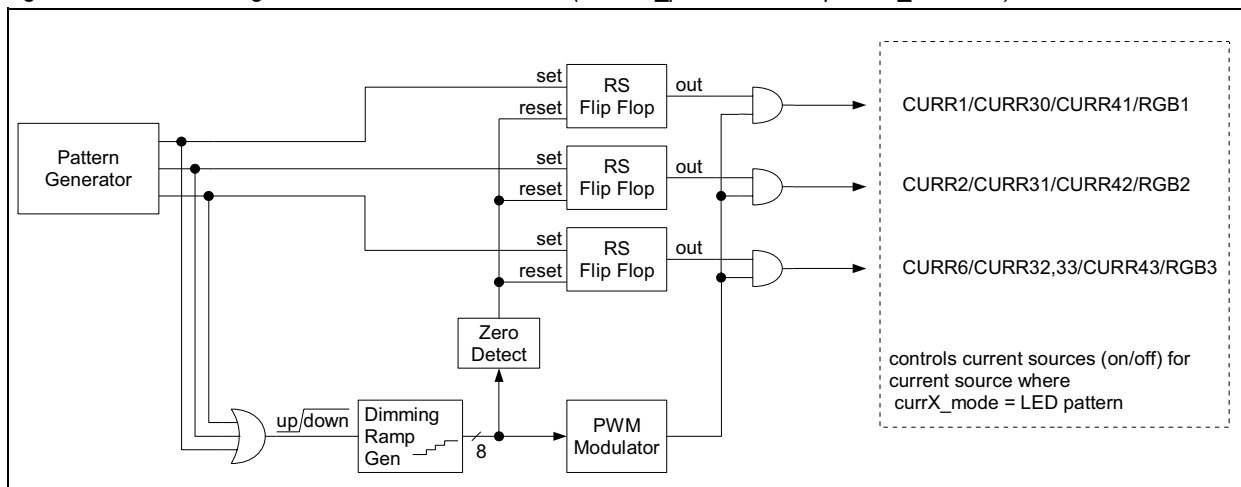 set
RS
Flip Flop
out
reset
CURR1/CURR30/CURR41/RGB1
Pattern
Generator
set
RS
Flip Flop
out
reset
CURR2/CURR31/CURR42/RGB2
set
RS
Flip Flop
out
reset
CURR6/CURR32,33/CURR43/RGB3
Zero
Detect
controls current sources (on/off) for
current source where
currX_mode = LED pattern
up/down
Dimming
Ramp
Gen
8
PWM
Modulator